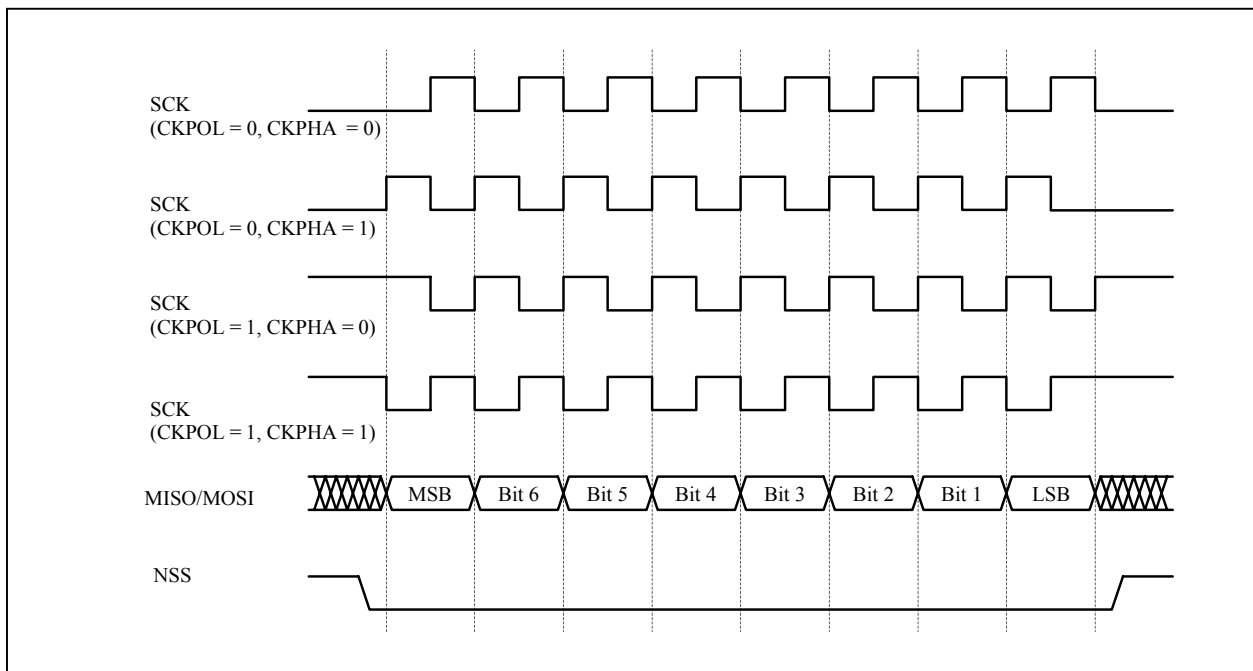 SCK
(CKPOL = 0, CKPHA = 0)
SCK
(CKPOL = 0, CKPHA = 1)
SCK
(CKPOL = 1, CKPHA = 0)
SCK
(CKPOL = 1, CKPHA = 1)
MISO/MOSI MSB Bit 6 Bit 5 Bit 4 Bit 3 Bit 2 Bit 1 LSB
NSS